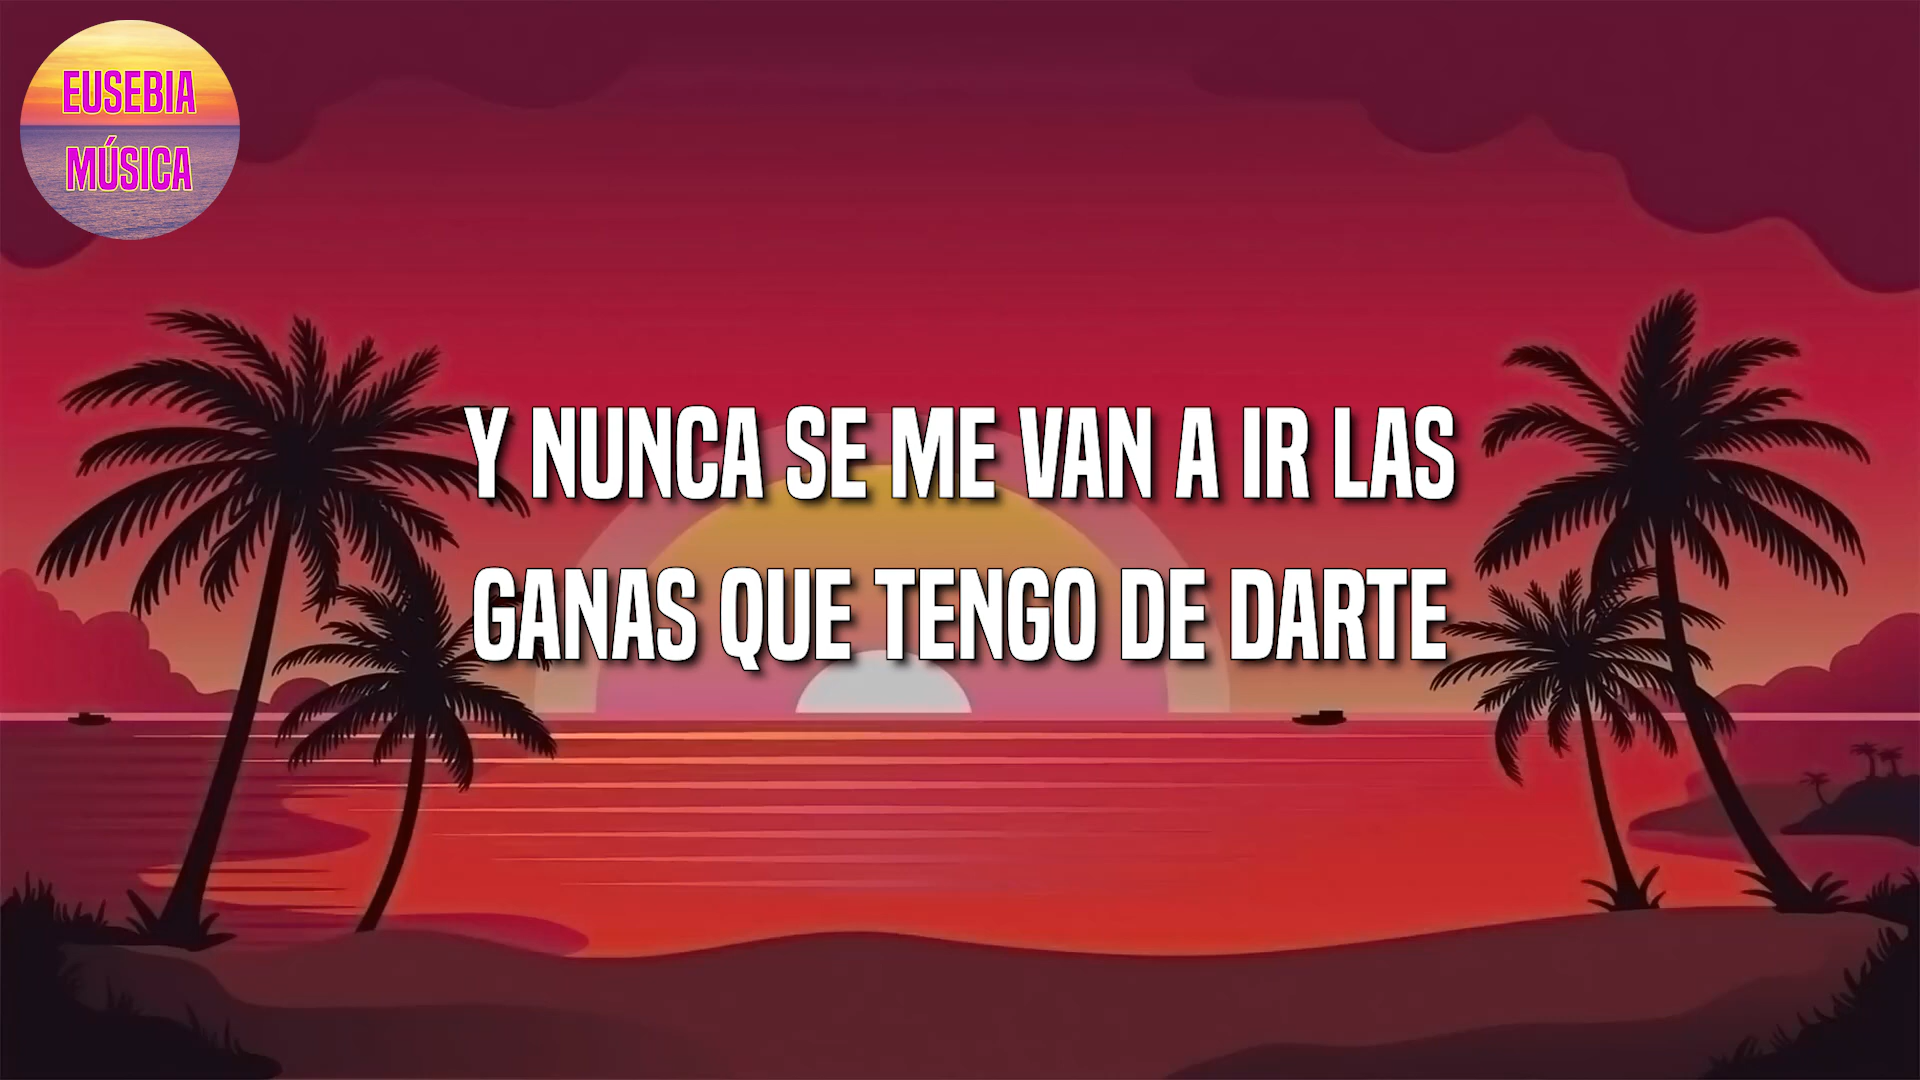 EUSEBIA
MÚSICA
Y NUNCA SE ME VAN A IR LAS
GANAS QUE TENGO DE DARTE